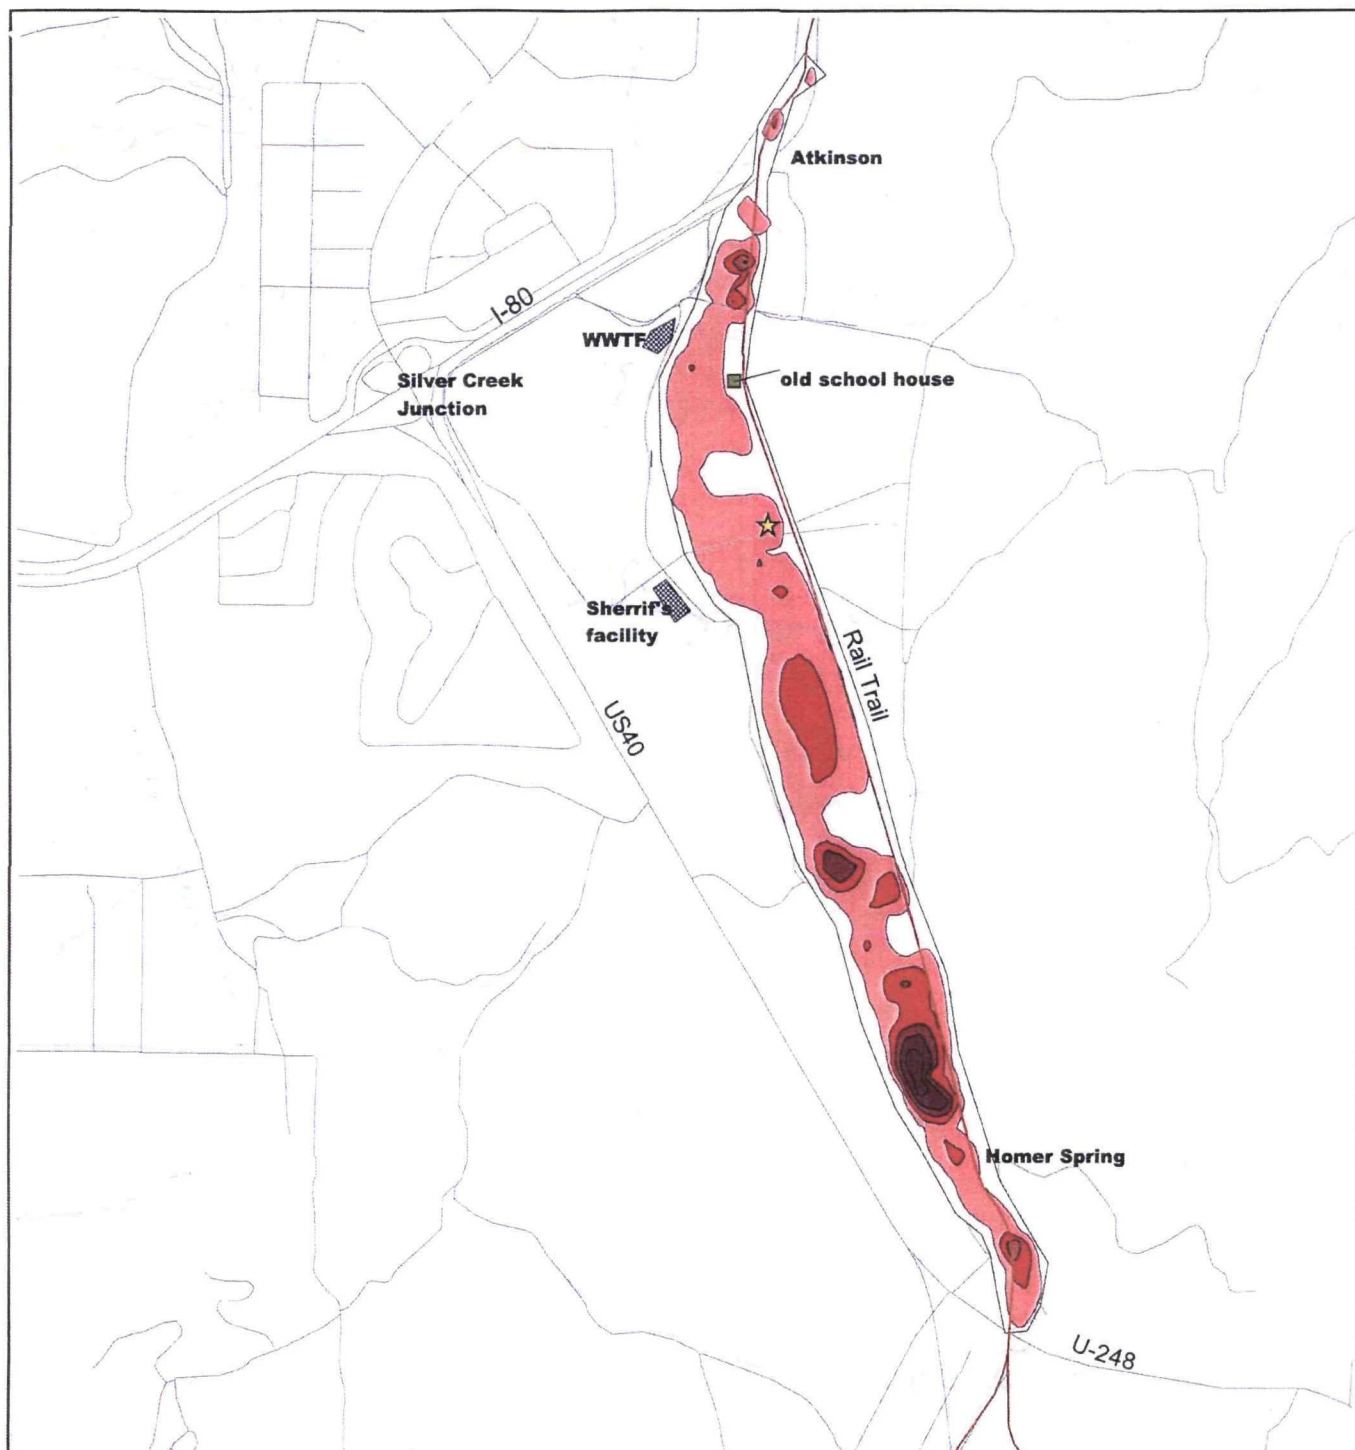 Atkinson
I-80
WWTF
Silver Creek
Junction
old school house
Sherrif's
facility
Rail Trail
US40
Homer Spring
U-248